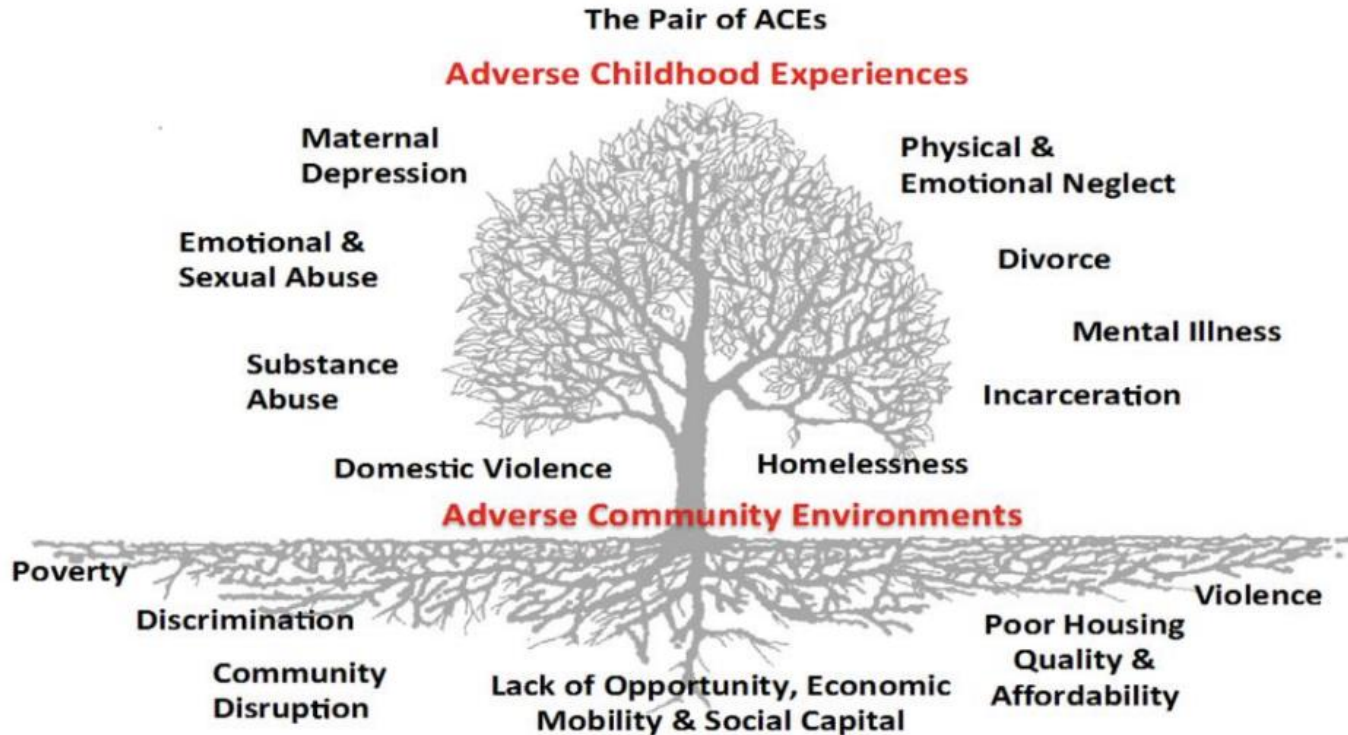 The Pair of ACEs
Adverse Childhood Experiences
Maternal
Depression
Physical &
Emotional Neglect
Emotional &
Sexual Abuse
Divorce
Mental Illness
Substance
Abuse
Incarceration
Domestic Violence
Homelessness
Adverse Community Environments
Poverty
Violence
Discrimination
Poor Housing
Quality &
Affordability
Community
Disruption
Lack of Opportunity, Economic
Mobility & Social Capital